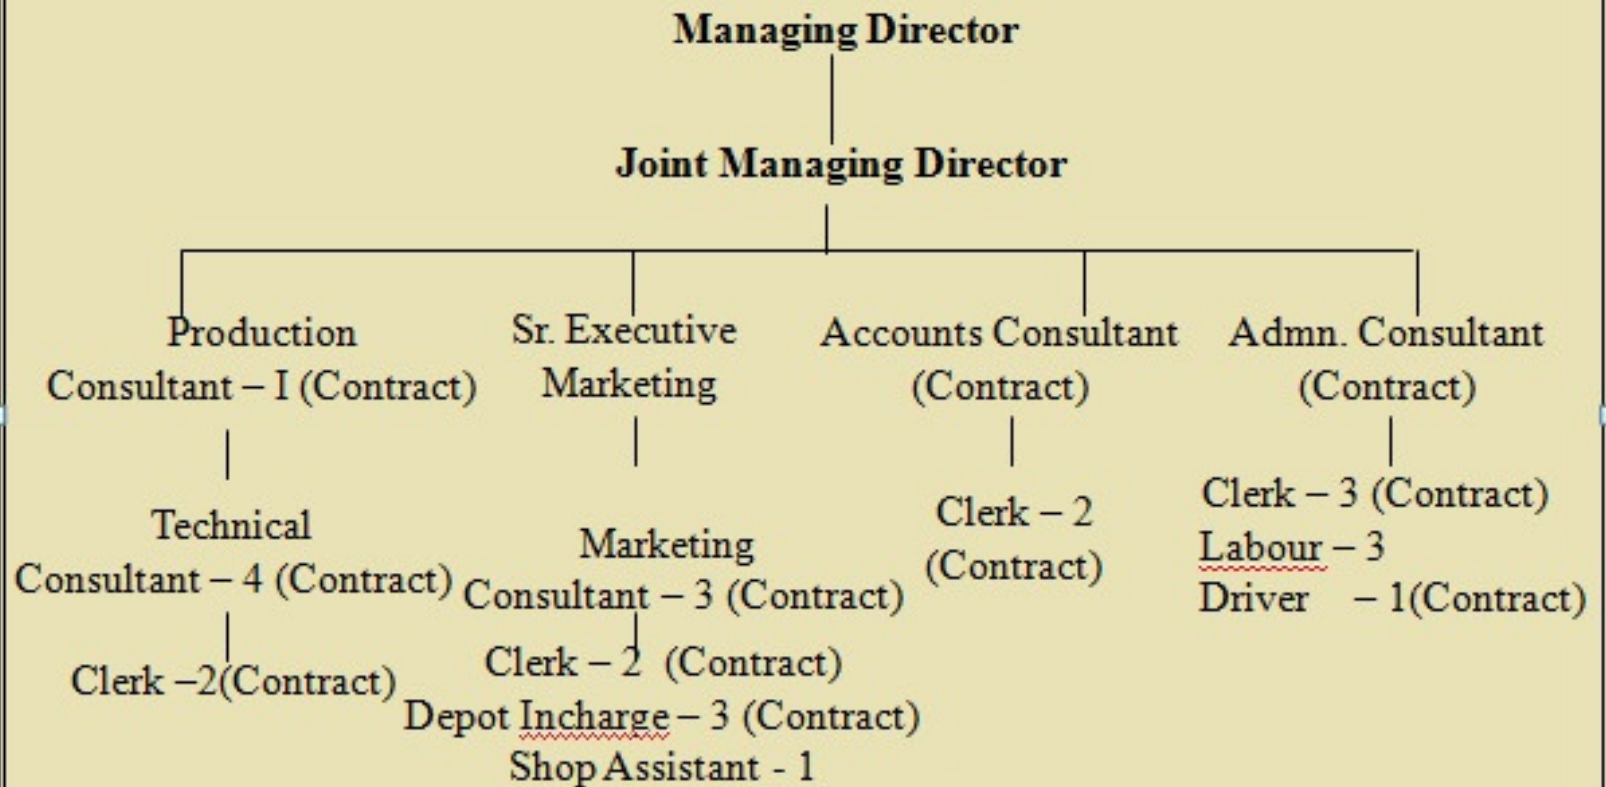 Managing Director
Joint Managing Director
Production
Consultant – I (Contract)
Technical
Consultant – 4 (Contract)
Clerk –2(Contract)
Sr. Executive
Marketing
Marketing
Consultant – 3 (Contract)
Clerk – 2 (Contract)
Depot Incharge – 3 (Contract)
Shop Assistant - 1
Accounts Consultant
(Contract)
Clerk – 2
(Contract)
Admn. Consultant
(Contract)
Clerk – 3 (Contract)
Labour – 3
Driver – 1(Contract)